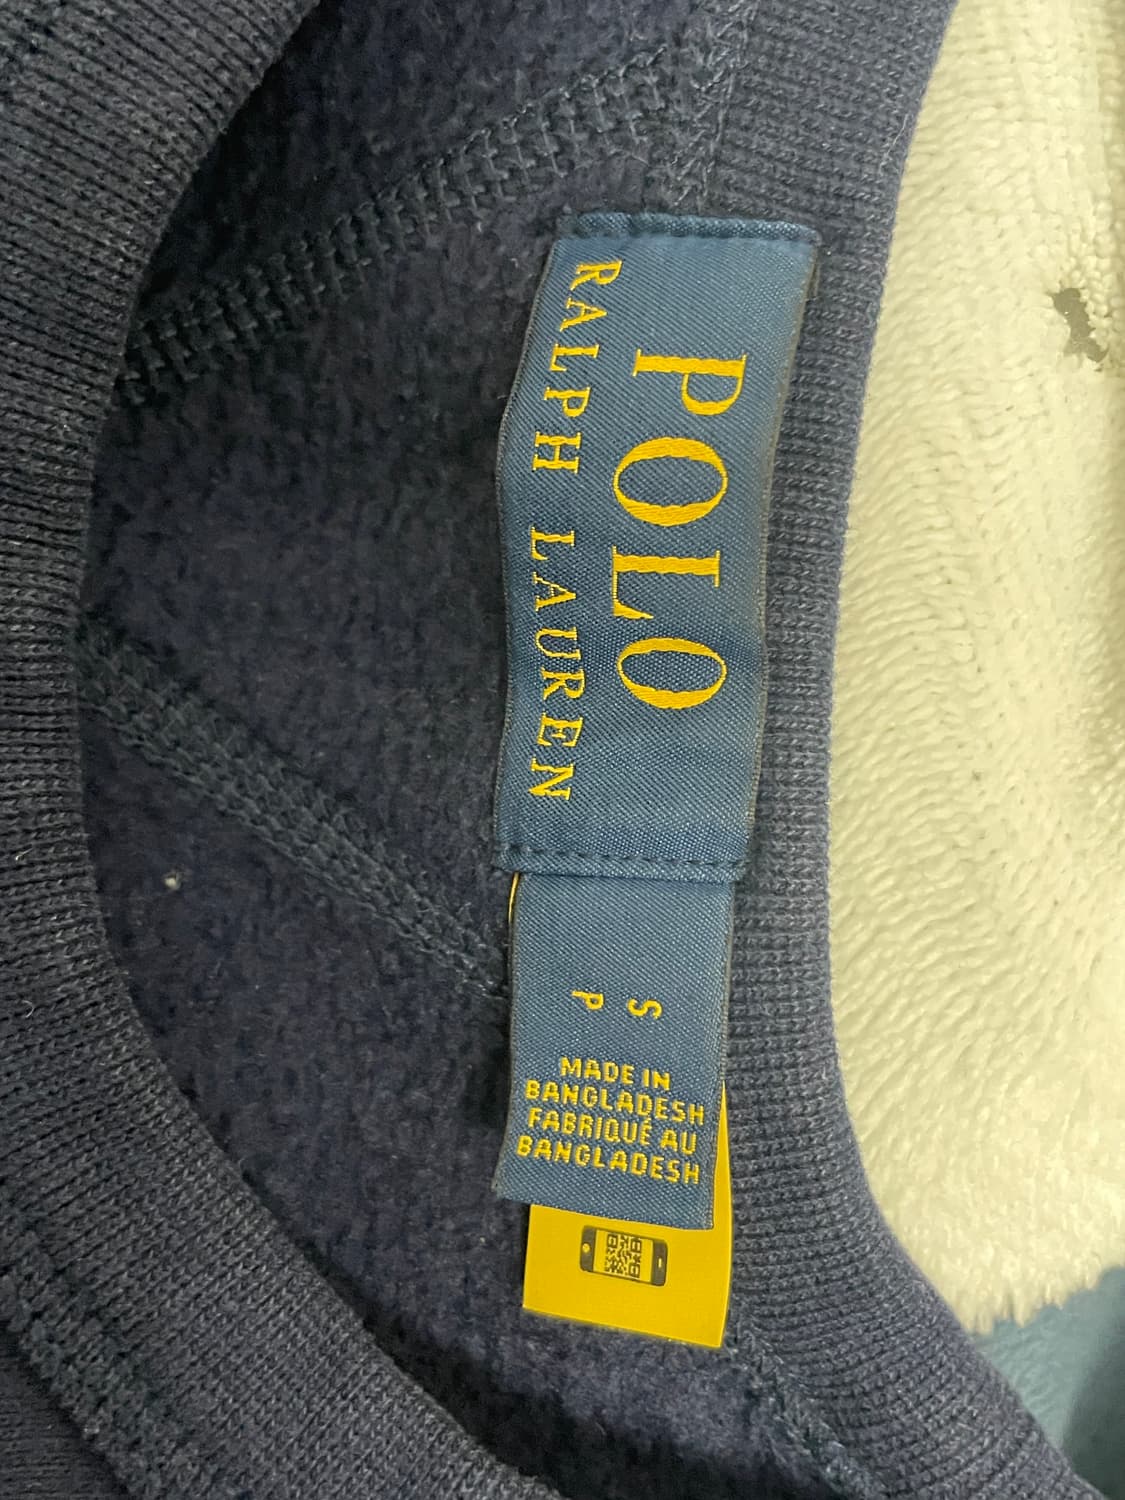 POLO
RALPH LAUREN
S
P
MADE IN
BANGLADESH
FABRIQUÉ AU
BANGLADESH